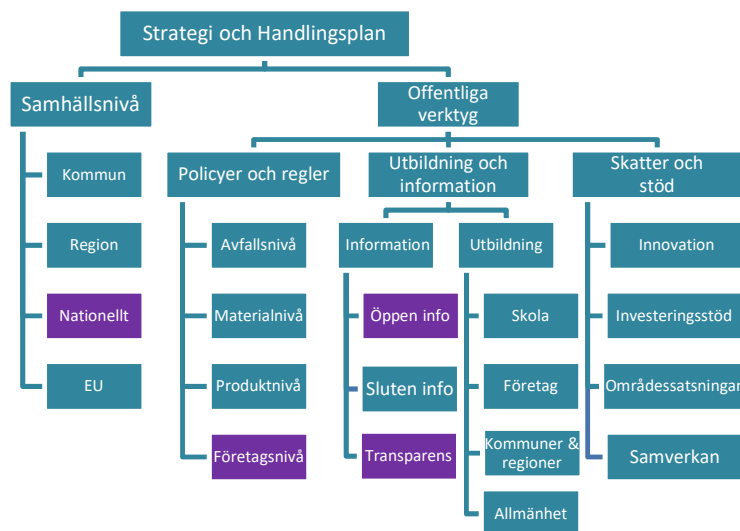 Strategi och Handlingsplan
Samhällsnivå
Offentliga
verktyg
Kommun
Region
Nationellt
EU
Policyer och regler
Utbildning och
information
Skatter och
stöd
Avfallsnivå
Materialnivå
Produktnivå
Företagsnivå
Information
Öppen info
Sluten info
Transparens
Utbildning
Skola
Företag
Kommuner &
regioner
Allmänhet
Innovation
Investeringsstöd
Områdessatsningar
Samverkan